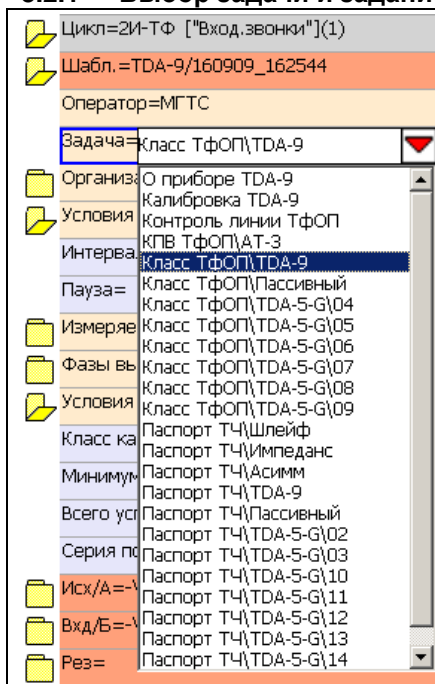 Цикл=2И-ТФ ["Вход.звонки"](1)
Шабл.=TDA-9/160909_162544
Оператор=МГТС
Задача=
Класс ТфОП\TDA-9
Организа
О приборе TDA-9
Калибровка TDA-9
Условия
Контроль линии ТфОП
КПВ ТфОП\АТ-3
Интерва
Класс ТфОП\TDA-9
Пауза=
Класс ТфОП\Пассивный
Класс ТфОП\TDA-5-G\04
Измеряе
Класс ТфОП\TDA-5-G\05
Класс ТфОП\TDA-5-G\06
Фазы вы
Класс ТфОП\TDA-5-G\07
Класс ТфОП\TDA-5-G\08
Условия
Класс ТфОП\TDA-5-G\09
Класс ка
Паспорт ТЧ\Шлейф
Паспорт ТЧ\Импеданс
Минимум
Паспорт ТЧ\Асимм
Паспорт ТЧ\TDA-9
Всего усп
Паспорт ТЧ\Пассивный
Паспорт ТЧ\TDA-5-G\02
Серия по
Паспорт ТЧ\TDA-5-G\03
Паспорт ТЧ\TDA-5-G\10
Исх/А=-
Паспорт ТЧ\TDA-5-G\11
Паспорт ТЧ\TDA-5-G\12
Вхд/Б=-
Паспорт ТЧ\TDA-5-G\13
Рез=
Паспорт ТЧ\TDA-5-G\14